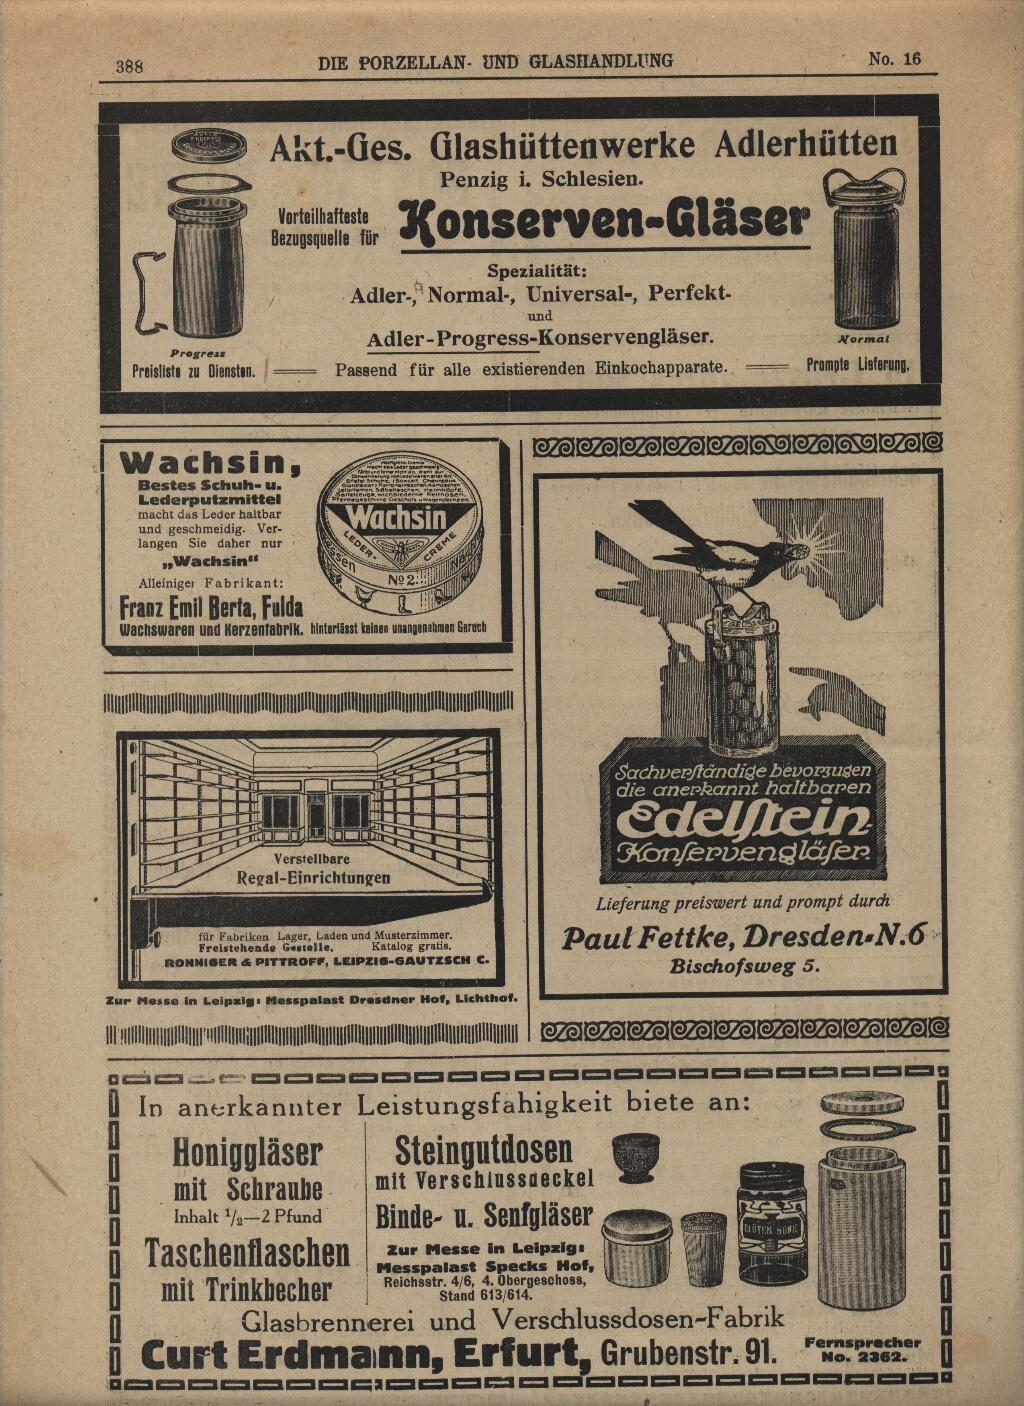 388
DIE PORZELLAN- UND GLASHANDLUNG
No. 16
Akt.-Ges. Glashüttenwerke Adlerhütten
Penzig i. Schlesien.
Vorteilhafteste
Bezugsquelle für
Konserven-Gläser
Spezialität:
Adler-, Normal-, Universal-, Perfekt-
und
Adler-Progress-Konservengläser.
Progress
Normal
Preisliste zu Diensten.
Passend für alle existierenden Einkochapparate.
Prompte Lieferung.
Wachsin,
Bestes Schuh- u.
Lederputzmittel
macht das Leder haltbar
und geschmeidig. Ver-
langen Sie daher nur
„Wachsin“
Alleiniger Fabrikant:
Franz Emil Berta, Fulda
Wachswaren und Kerzenfabrik.
hinterlässt keinen unangenehmen Geruch
Wachsin
LEDER-CREME
No 2
Verstellbare
Regal-Einrichtungen
für Fabriken Lager, Laden und Musterzimmer.
Freistehende Gestelle. Katalog gratis.
RONNIGER & PITTROFF, LEIPZIG-GAUTZSCH C.
Zur Messe in Leipzig: Messpalast Dresdner Hof, Lichthof.
Sachverständige bevorzugen
die anerkannt haltbaren
Edelstein-
Konservengläser
Lieferung preiswert und prompt durch
Paul Fettke, Dresden-N.6
Bischofsweg 5.
In anerkannter Leistungsfähigkeit biete an:
Honiggläser
mit Schraube
Inhalt 1/2—2 Pfund
Taschenflaschen
mit Trinkbecher
Steingutdosen
mit Verschlussdeckel
Binde- u. Senfgläser
Zur Messe in Leipzig:
Messpalast Specks Hof,
Reichsstr. 4/6, 4. Obergeschoss,
Stand 613/614.
BLÜTEN HONIG
Glasbrennerei und Verschlussdosen-Fabrik
Curt Erdmann, Erfurt, Grubenstr. 91.
Fernsprecher
No. 2362.